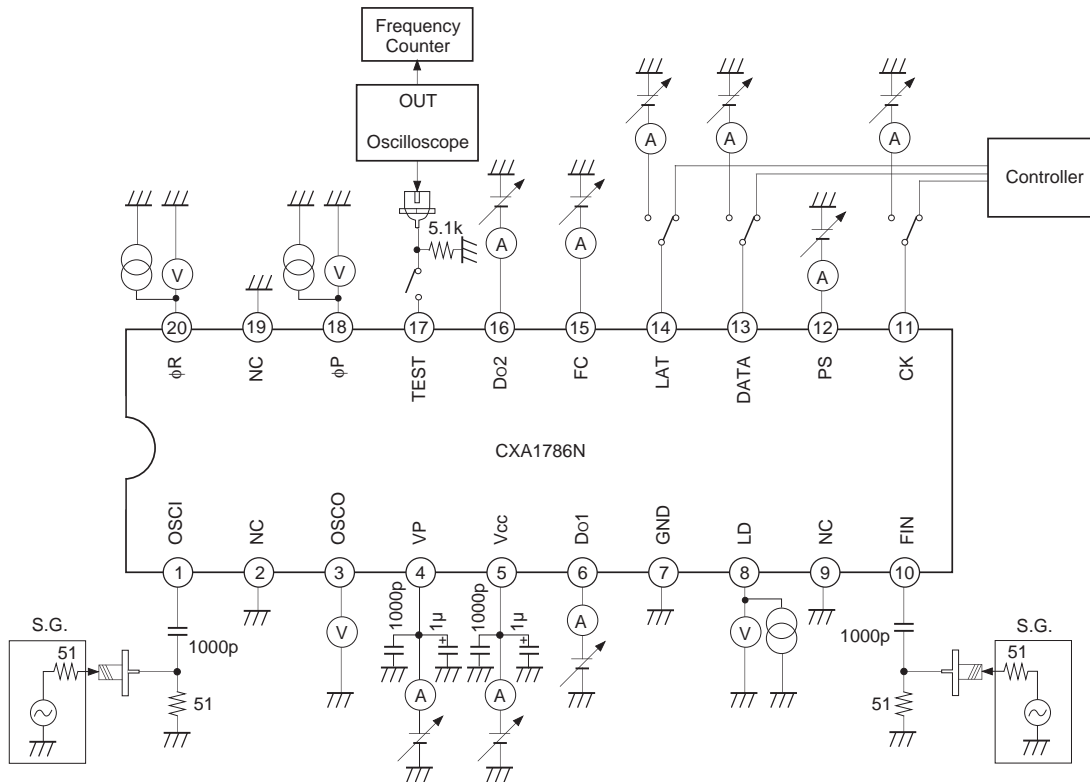 Frequency
Counter
OUT
Oscilloscope
Controller
A
A
A
5.1k
A
A
A
V
V
20
19
18
17
16
15
14
13
12
11
φR
NC
φP
TEST
Do2
FC
LAT
DATA
PS
CK
CXA1786N
OSCI
NC
OSCO
VP
Vcc
Do1
GND
LD
NC
FIN
1
2
3
4
5
6
7
8
9
10
S.G.
51
1000p
51
V
1000p
+
1µ
A
1000p
+
1µ
A
A
V
1000p
51
S.G.
51